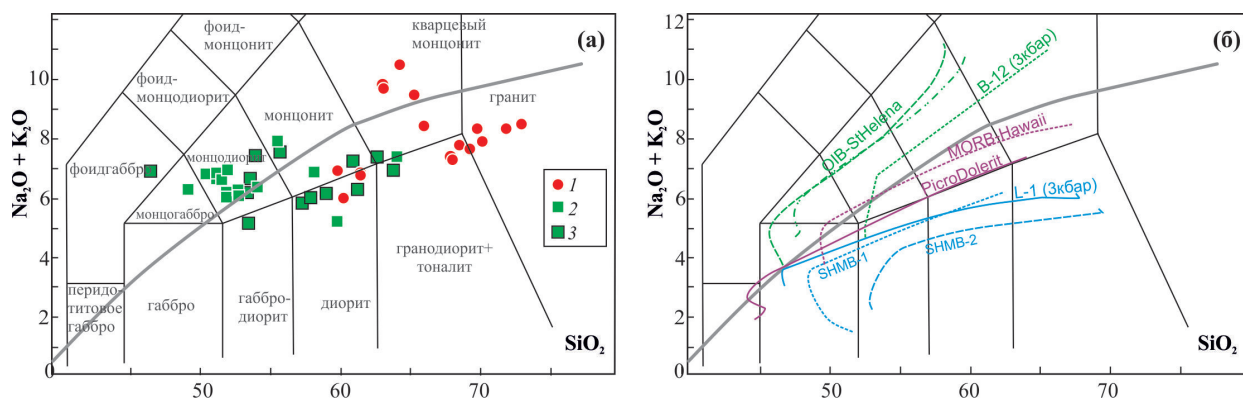 (а)
Na₂O + K₂O
10
8
6
4
2
0
50
60
70
SiO₂
фоид-
монцонит
кварцевый
монцонит
фоид-
монцодиорит
монцонит
гранит
фоидгаббро
монцодиорит
монцогаббро
гранодиорит+
тоналит
перидо-
титовое
габбро
габбро
габбро-
диорит
диорит
1
2
3
(б)
Na₂O + K₂O
12
10
8
6
4
2
0
50
60
70
SiO₂
OIB-StHelena
B-12 (3кбар)
MORB-Hawaii
PicroDolerit
L-1 (3кбар)
SHMB-1
SHMB-2